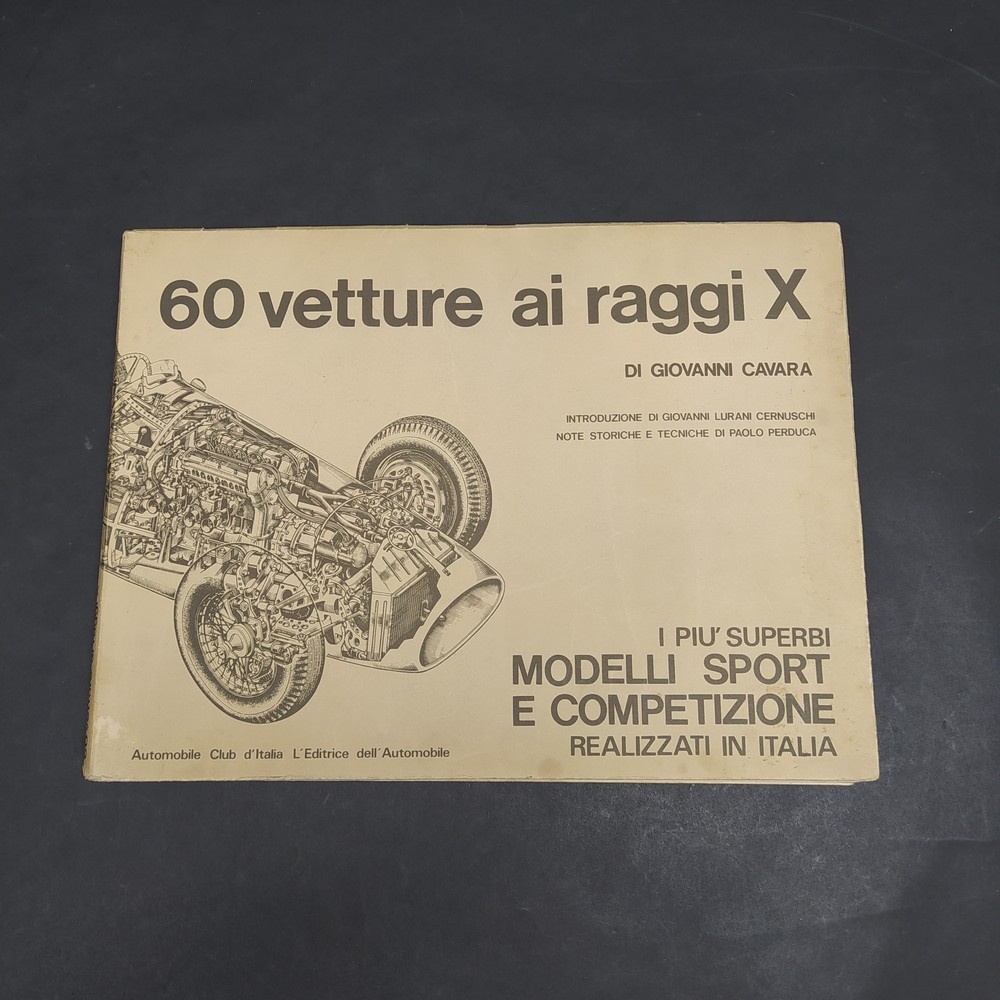 60 vetture ai raggi X
DI GIOVANNI CAVARA
INTRODUZIONE DI GIOVANNI LURANI CERNUSCHI
NOTE STORICHE E TECNICHE DI PAOLO PERDUCA
I PIU' SUPERBI
MODELLI SPORT
E COMPETIZIONE
REALIZZATI IN ITALIA
Automobile Club d'Italia L'Editrice dell'Automobile